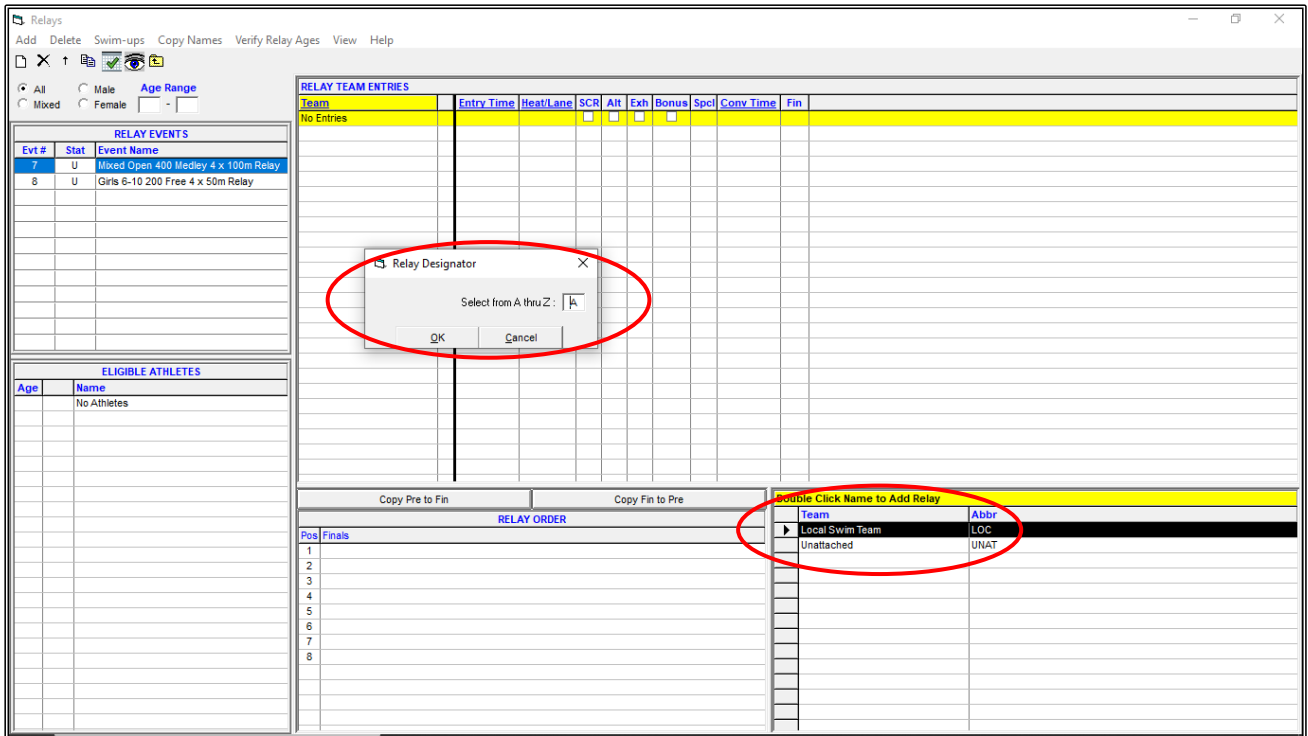 Relays
Add Delete Swim-ups Copy Names Verify Relay Ages View Help
All Male Age Range
Mixed Female -
RELAY EVENTS
Evt # Stat Event Name
7 U Mixed Open 400 Medley 4 x 100m Relay
8 U Girls 6-10 200 Free 4 x 50m Relay
RELAY TEAM ENTRIES
Team Entry Time Heat/Lane SCR Alt Exh Bonus Spcl Conv Time Fin
No Entries
Relay Designator
Select from A thru Z : A
OK Cancel
ELIGIBLE ATHLETES
Age Name
No Athletes
Copy Pre to Fin Copy Fin to Pre
RELAY ORDER
Pos Finals
1
2
3
4
5
6
7
8
Double Click Name to Add Relay
Team Abbr
Local Swim Team LOC
Unattached UNAT